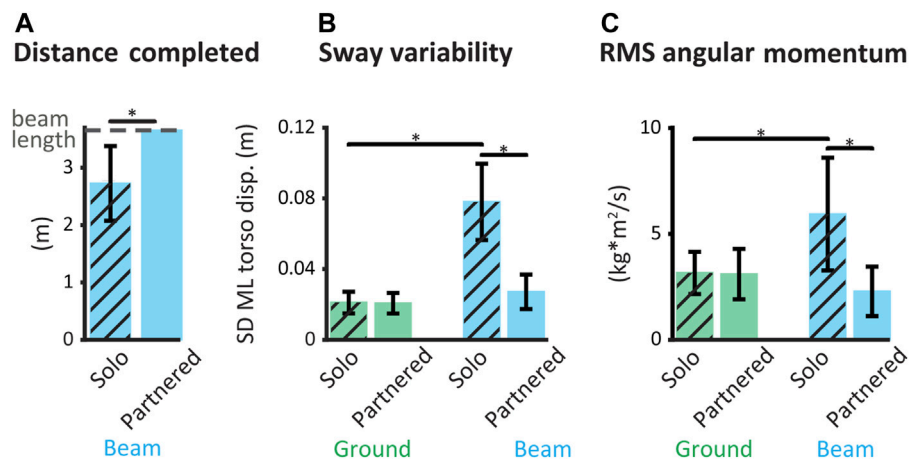 A
Distance completed
beam
length
*
3
2
1
0
(m)
Solo
Partnered
Beam
B
Sway variability
SD ML torso disp. (m)
0.12
0.08
0.04
0
*
*
Solo
Partnered
Solo
Partnered
Ground
Beam
C
RMS angular momentum
(kg*m²/s)
10
5
0
*
*
Solo
Partnered
Solo
Partnered
Ground
Beam